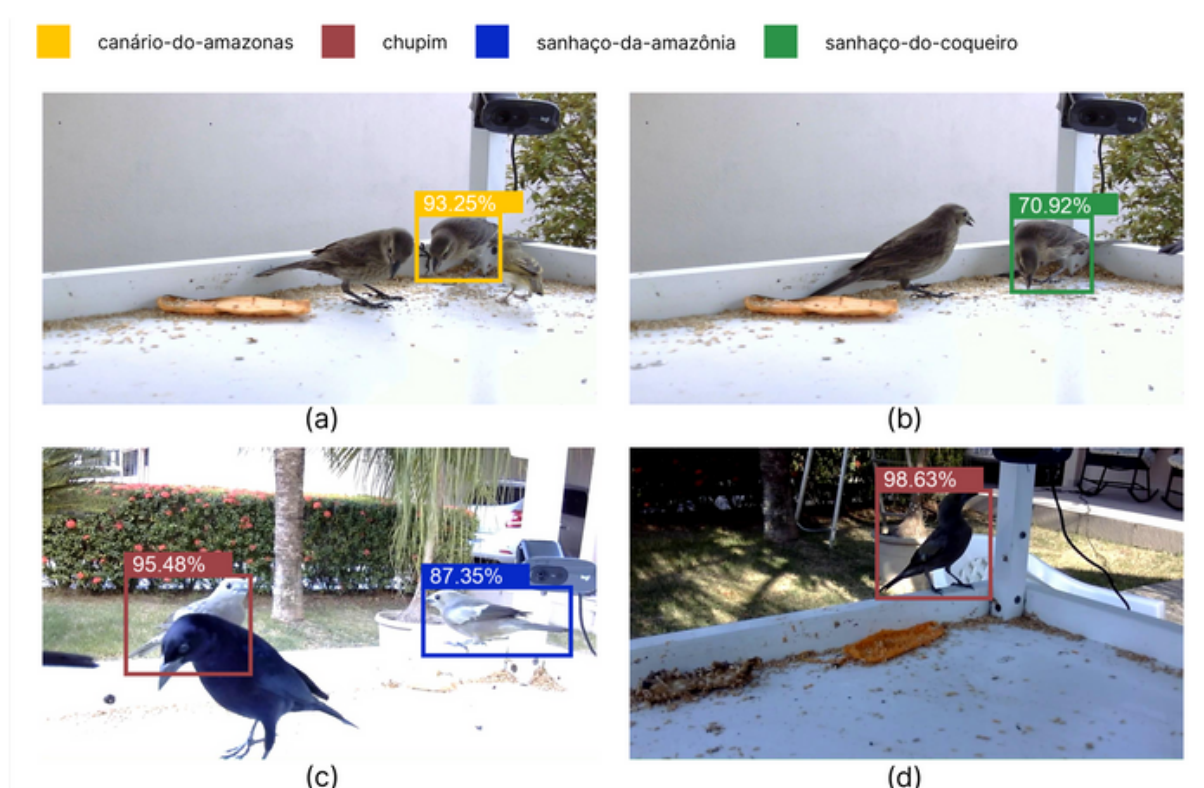 canário-do-amazonas chupim sanhaço-da-amazônia sanhaço-do-coqueiro
93.25%
70.92%
(a) (b)
98.63%
95.48% 87.35%
(c) (d)